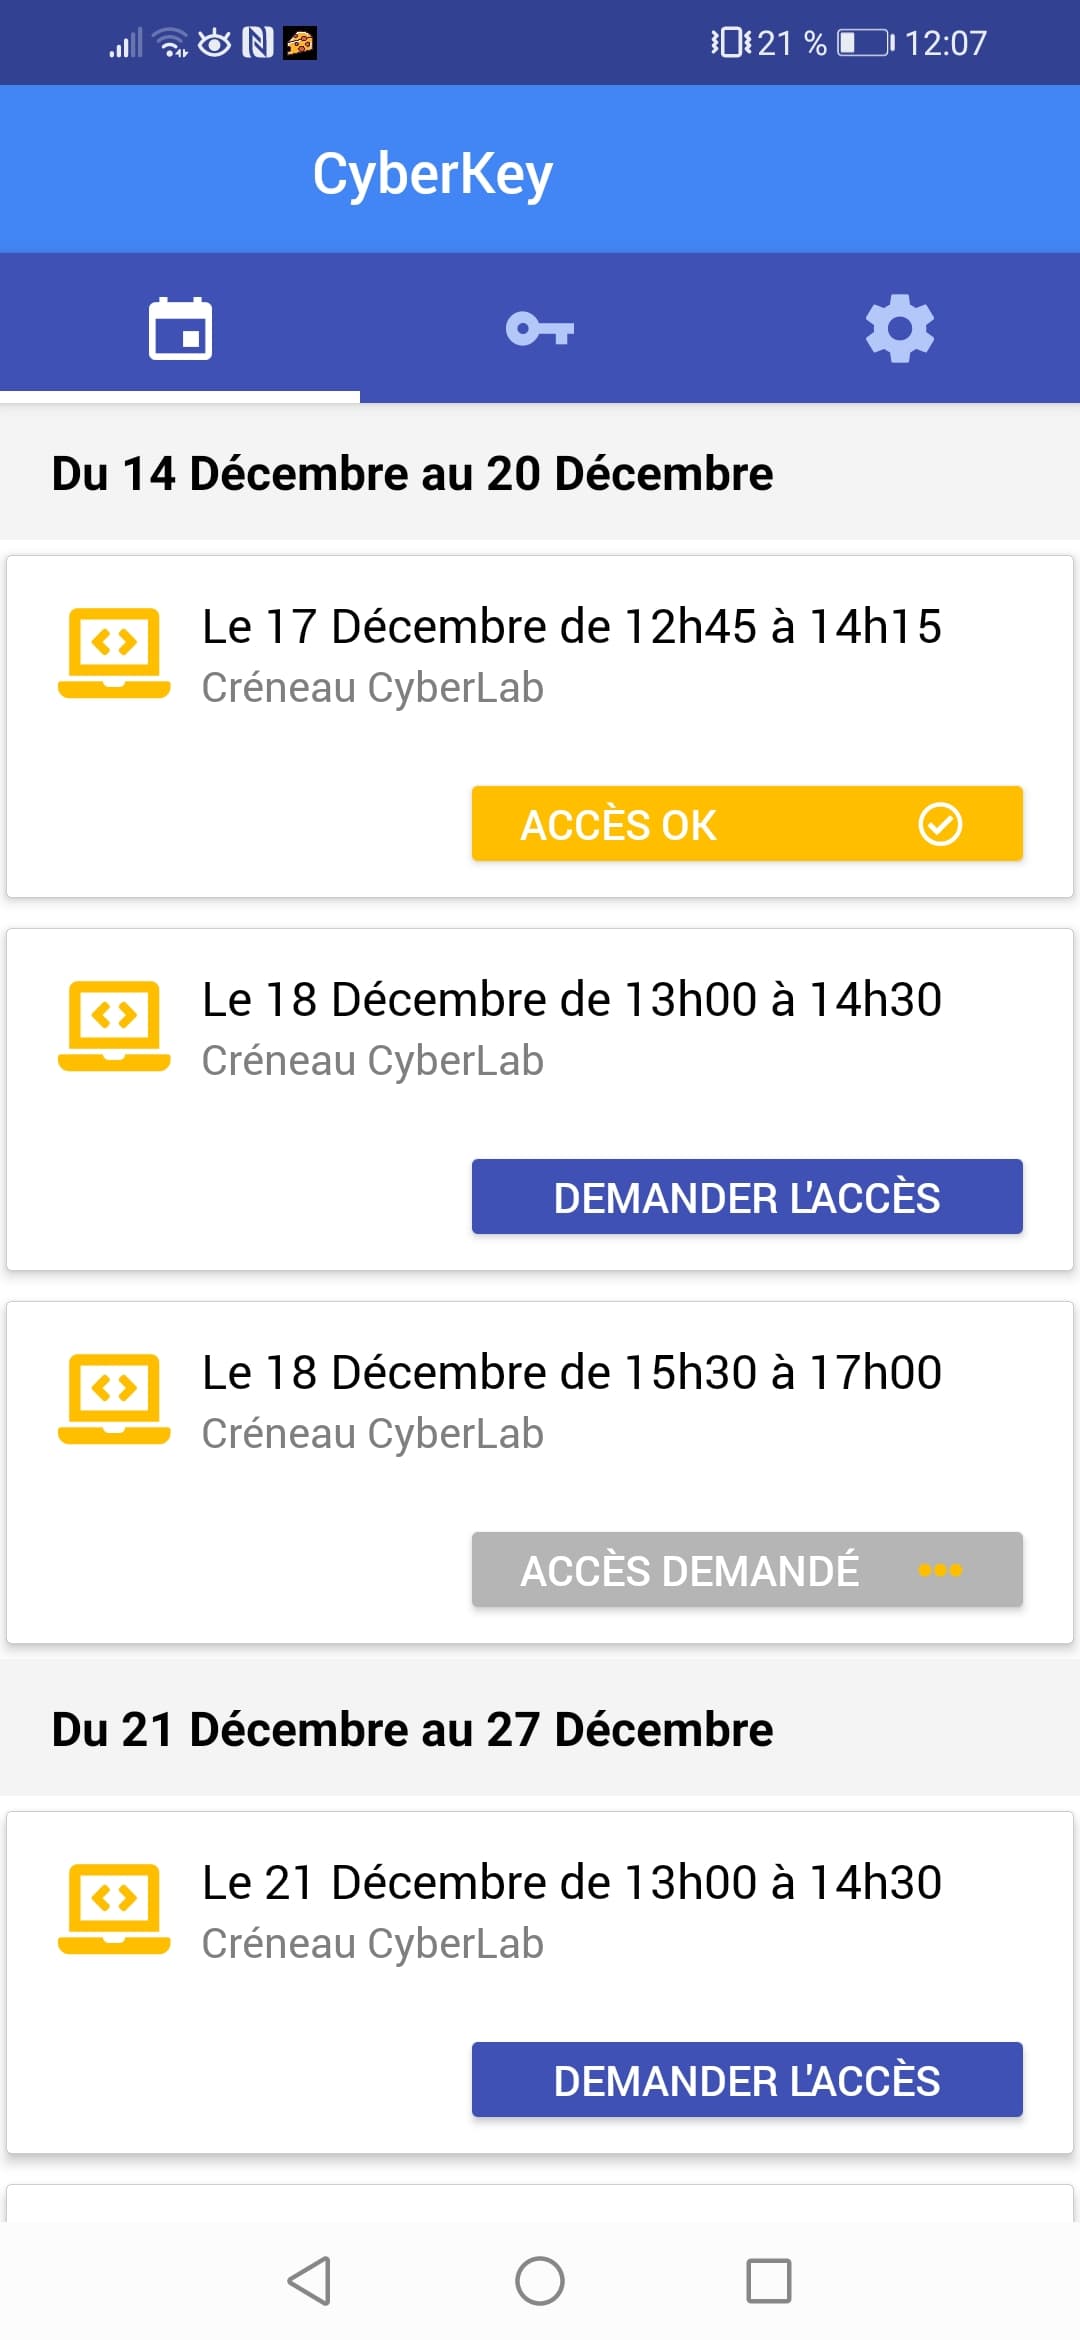 21 % 12:07
CyberKey
Du 14 Décembre au 20 Décembre
Le 17 Décembre de 12h45 à 14h15
Créneau CyberLab
ACCÈS OK
Le 18 Décembre de 13h00 à 14h30
Créneau CyberLab
DEMANDER L'ACCÈS
Le 18 Décembre de 15h30 à 17h00
Créneau CyberLab
ACCÈS DEMANDÉ
Du 21 Décembre au 27 Décembre
Le 21 Décembre de 13h00 à 14h30
Créneau CyberLab
DEMANDER L'ACCÈS